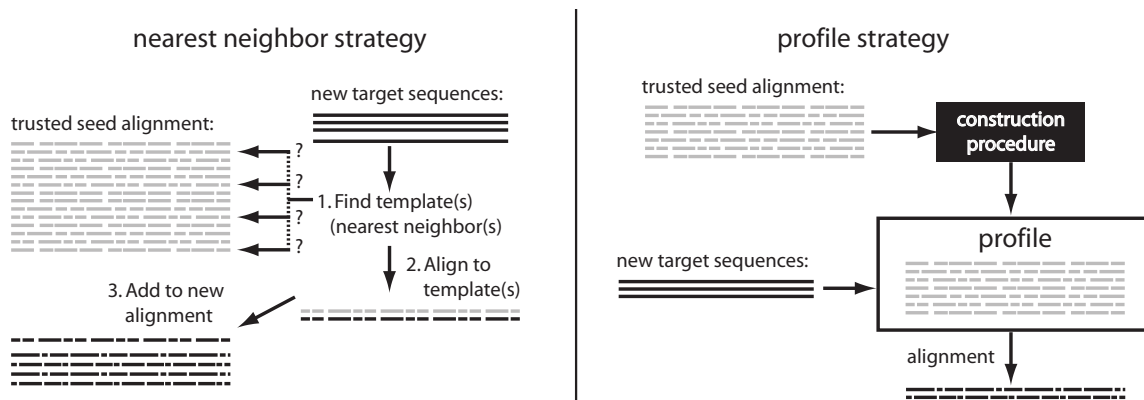 nearest neighbor strategy
new target sequences:
trusted seed alignment:
?
?
?
?
1. Find template(s)
(nearest neighbor(s)
2. Align to
template(s)
3. Add to new
alignment
profile strategy
trusted seed alignment:
construction
procedure
profile
new target sequences:
alignment